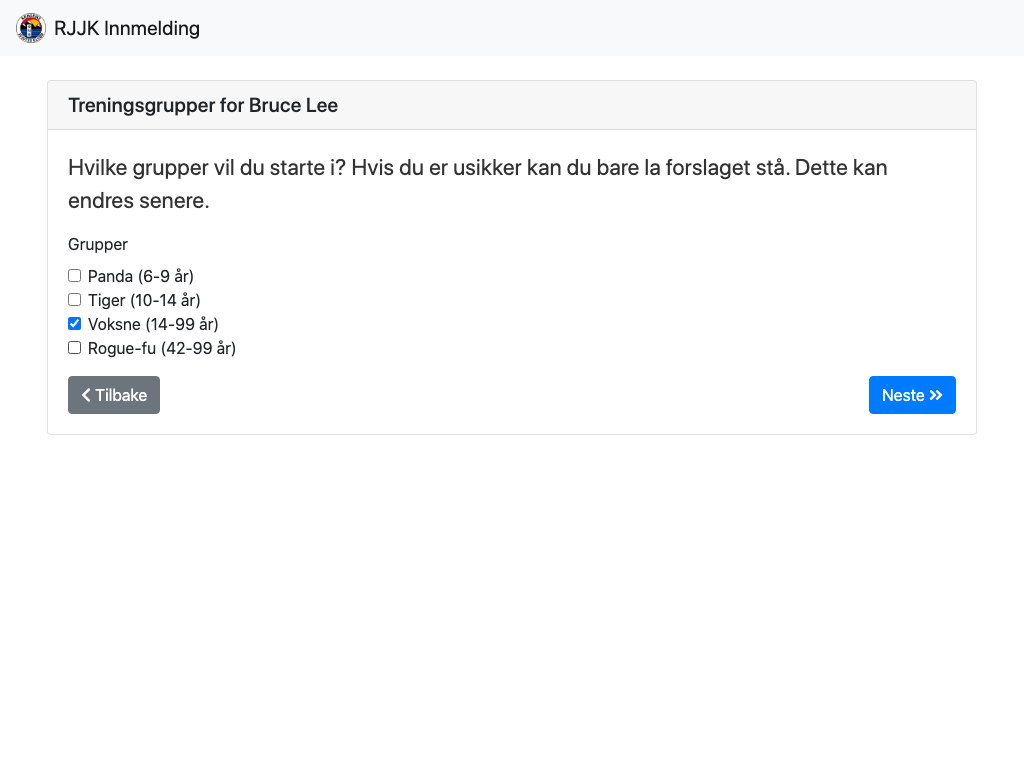 RJJK Innmelding
Treningsgrupper for Bruce Lee
Hvilke grupper vil du starte i? Hvis du er usikker kan du bare la forslaget stå. Dette kan
endres senere.
Grupper
Panda (6-9 år)
Tiger (10-14 år)
Voksne (14-99 år)
Rogue-fu (42-99 år)
Tilbake
Neste